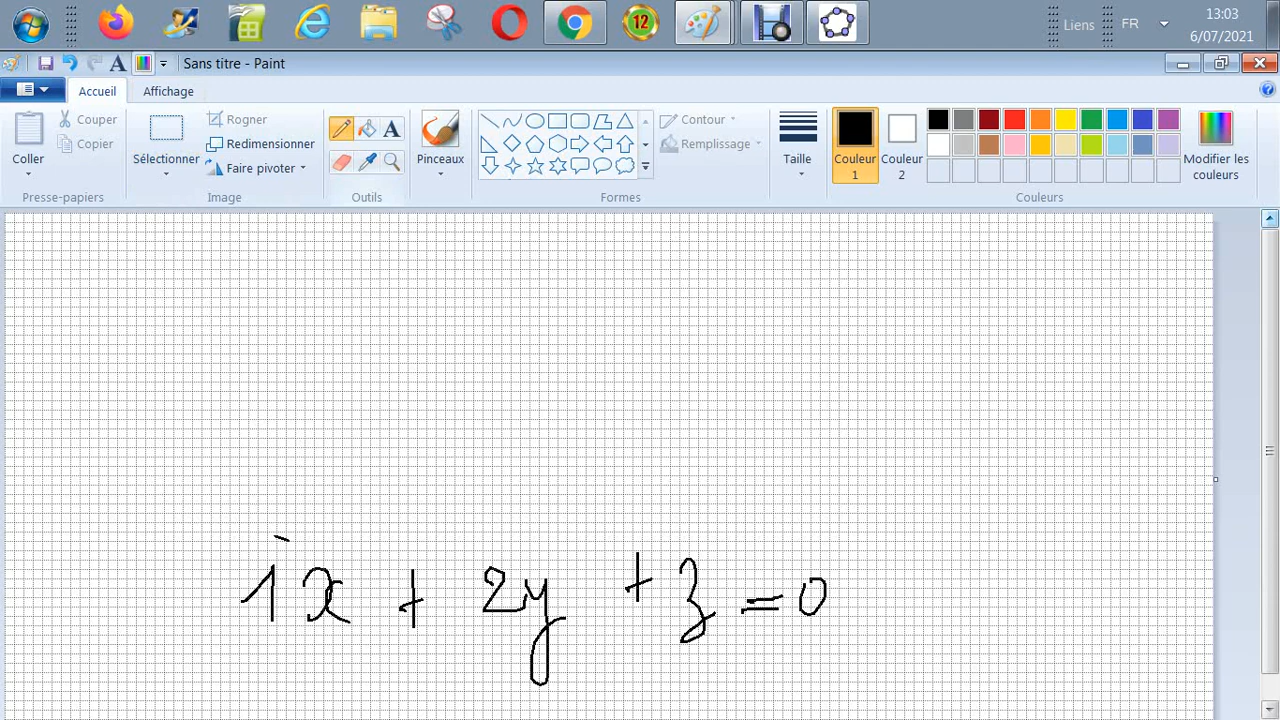 12
Liens
FR
13:03
6/07/2021
Sans titre - Paint
Accueil
Affichage
Coller
Couper
Copier
Presse-papiers
Sélectionner
Rogner
Redimensionner
Faire pivoter
Image
A
Outils
Pinceaux
Contour
Remplissage
Formes
Taille
Couleur
1
Couleur
2
Modifier les
couleurs
Couleurs
1x + 2y + z = 0